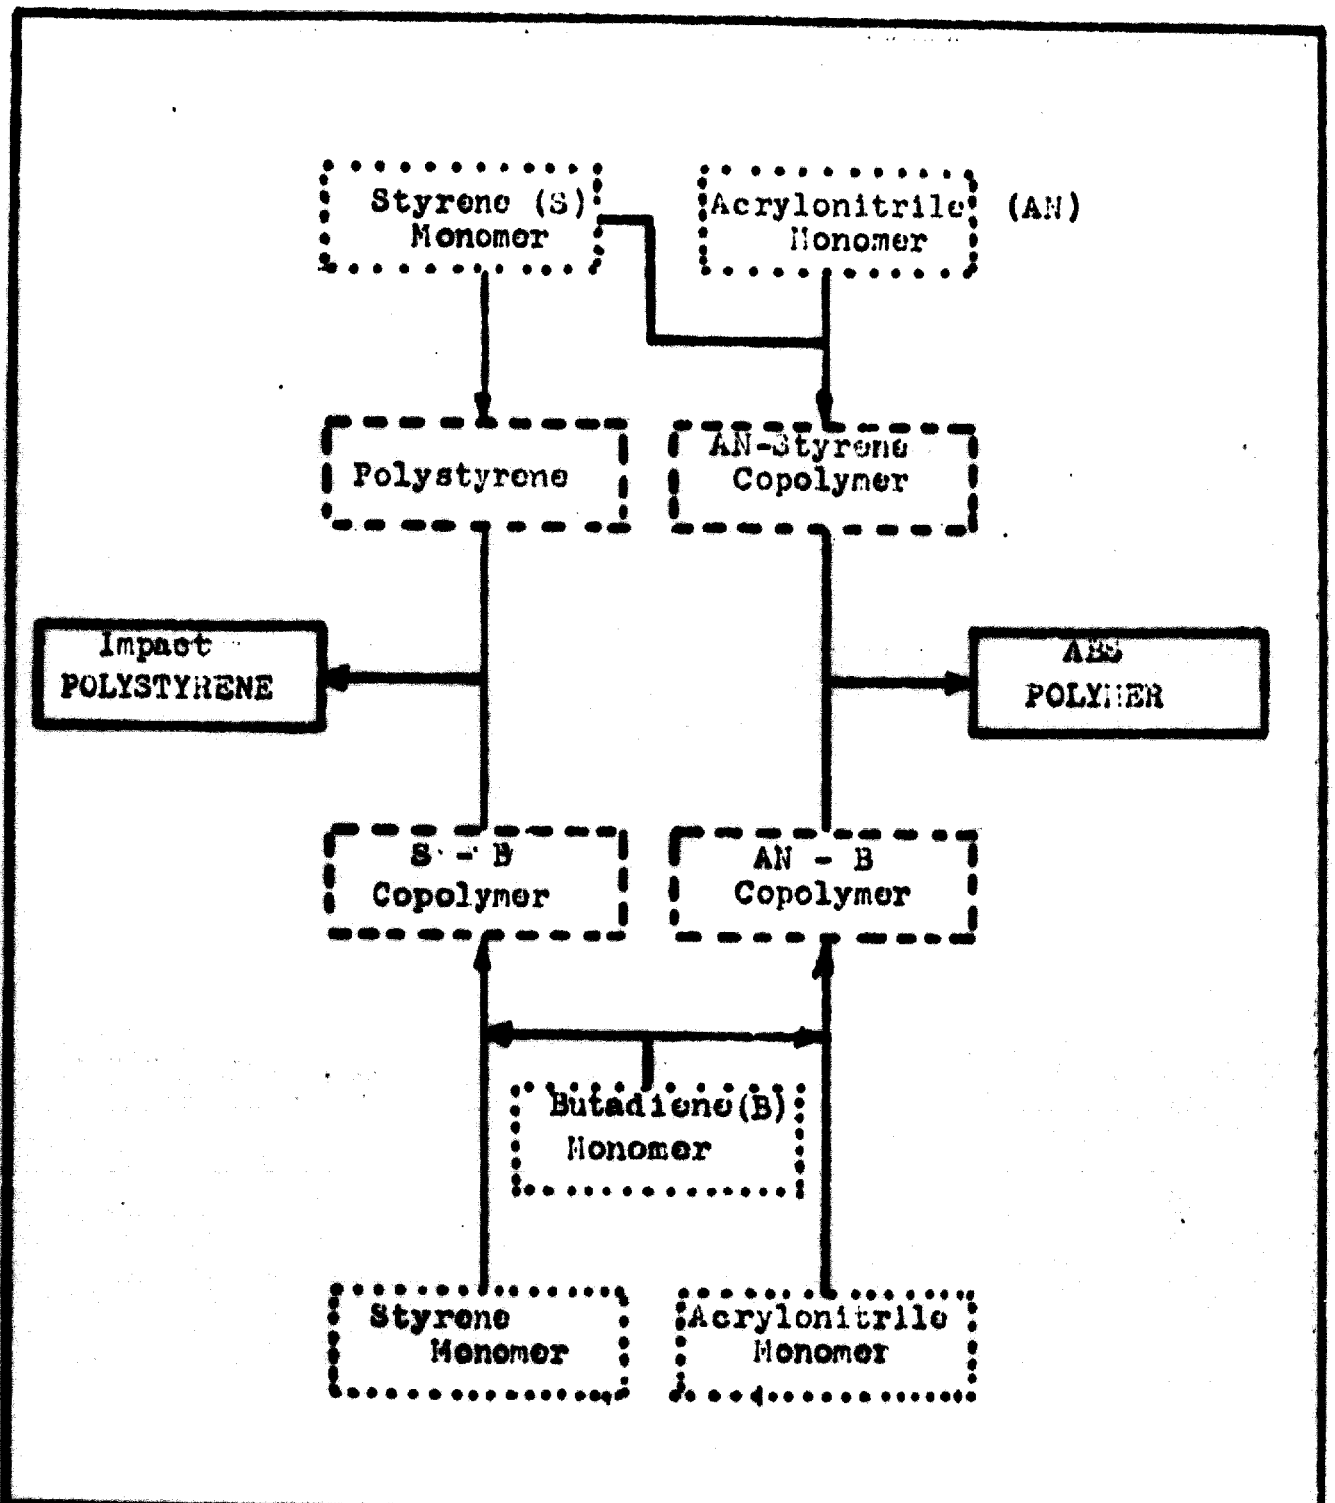 Styrene (S)
Monomer
Acrylonitrile (AN)
Monomer
Polystyrene
AN-Styrene
Copolymer
Impact
POLYSTYRENE
ABS
POLYMER
S - B
Copolymer
AN - B
Copolymer
Butadiene(B)
Monomer
Styrene
Monomer
Acrylonitrile
Monomer